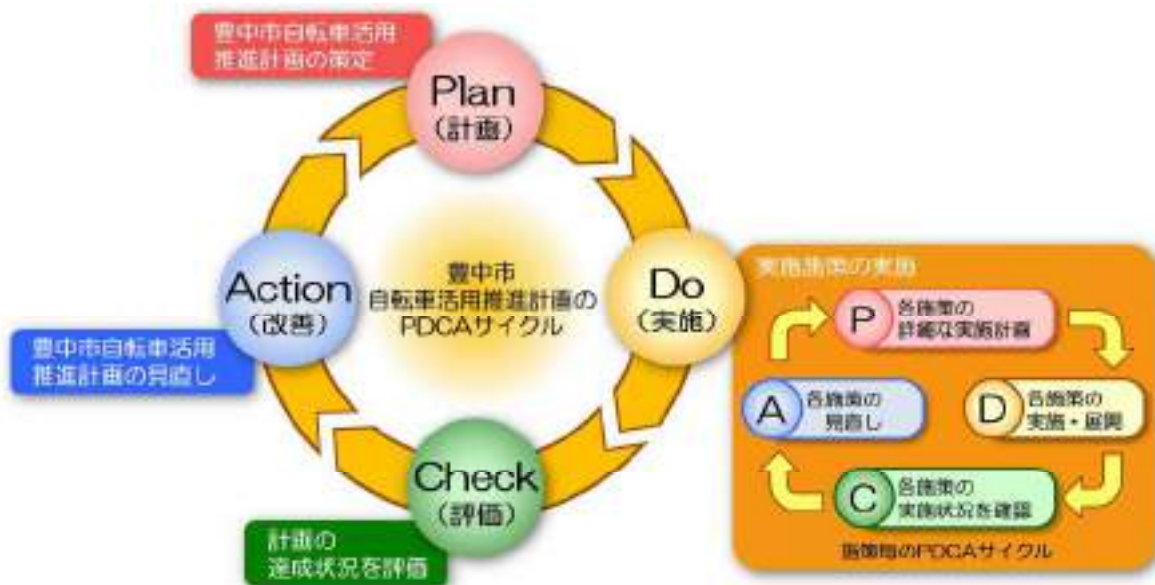 豊中市自転車活用
推進計画の策定
Plan
(計画)
Do
(実施)
Check
(評価)
計画の
達成状況を評価
Action
(改善)
豊中市自転車活用
推進計画の見直し
豊中市
自転車活用推進計画の
PDCAサイクル
実施施策の実施
P
各施策の
詳細な実施計画
D
各施策の
実施・展開
C
各施策の
実施状況を確認
A
各施策の
見直し
施策毎のPDCAサイクル